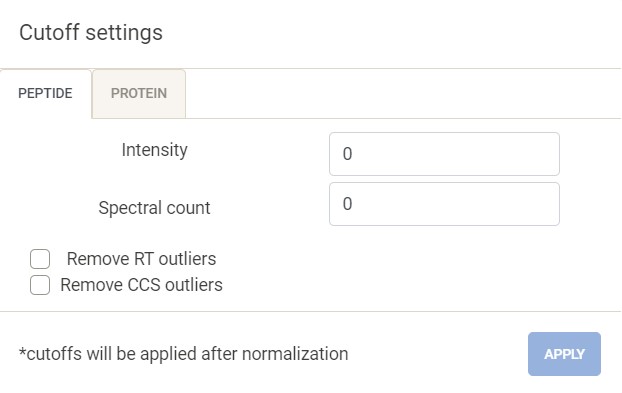 Cutoff settings
PEPTIDE PROTEIN
Intensity 0
Spectral count 0
Remove RT outliers
Remove CCS outliers
*cutoffs will be applied after normalization APPLY